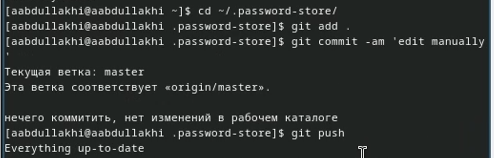 [aabdullakhi@aabdullakhi ~]$ cd ~/.password-store/
[aabdullakhi@aabdullakhi .password-store]$ git add .
[aabdullakhi@aabdullakhi .password-store]$ git commit -am 'edit manually
'
Текущая ветка: master
Эта ветка соответствует «origin/master».
нечего коммитить, нет изменений в рабочем каталоге
[aabdullakhi@aabdullakhi .password-store]$ git push
Everything up-to-date